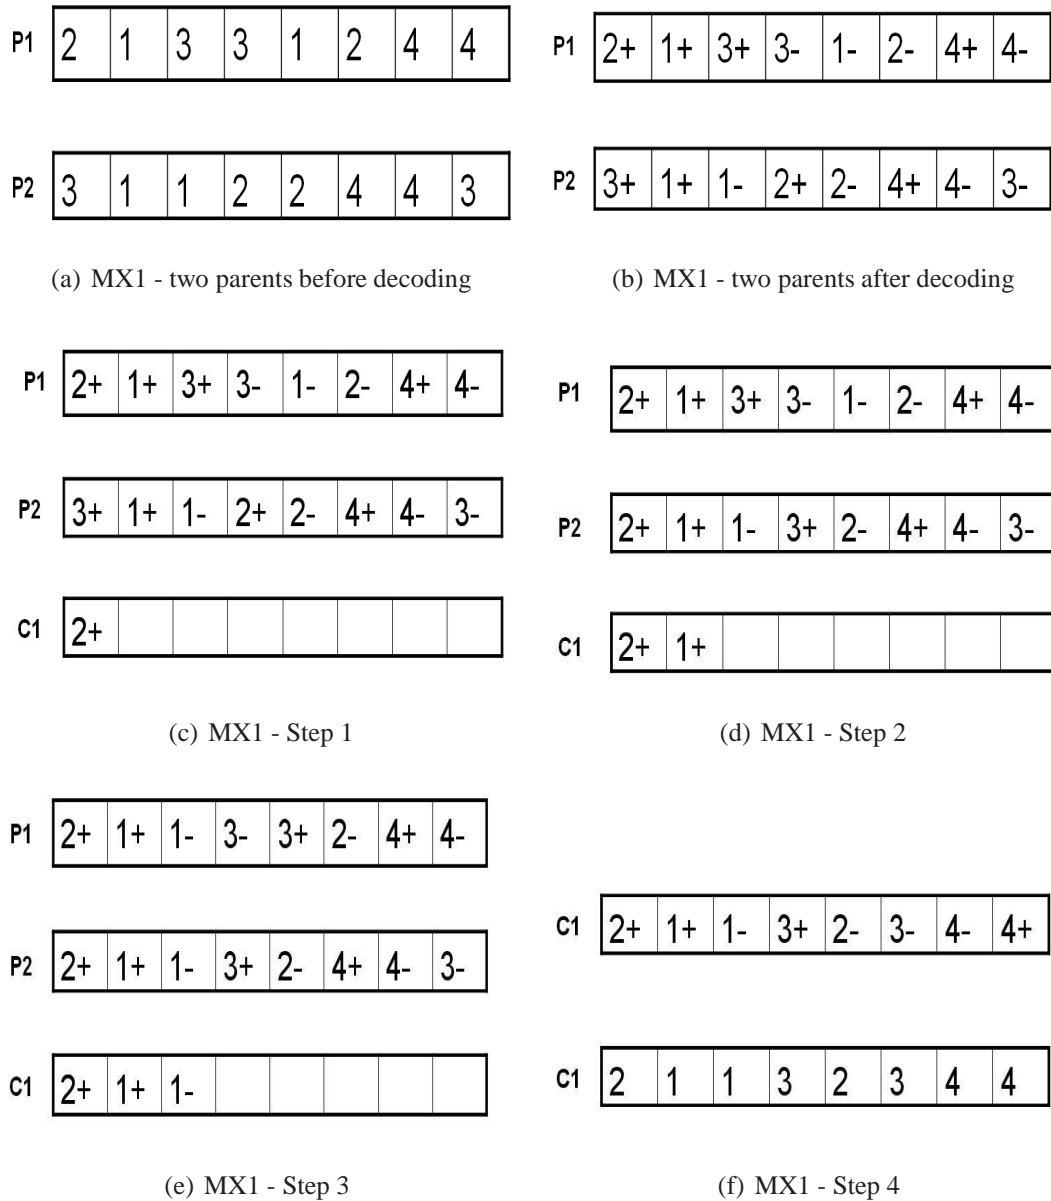 P1 2 1 3 3 1 2 4 4
P2 3 1 1 2 2 4 4 3
(a) MX1 - two parents before decoding
P1 2+ 1+ 3+ 3- 1- 2- 4+ 4-
P2 3+ 1+ 1- 2+ 2- 4+ 4- 3-
(b) MX1 - two parents after decoding
P1 2+ 1+ 3+ 3- 1- 2- 4+ 4-
P2 3+ 1+ 1- 2+ 2- 4+ 4- 3-
C1 2+
(c) MX1 - Step 1
P1 2+ 1+ 3+ 3- 1- 2- 4+ 4-
P2 2+ 1+ 1- 3+ 2- 4+ 4- 3-
C1 2+ 1+
(d) MX1 - Step 2
P1 2+ 1+ 1- 3- 3+ 2- 4+ 4-
P2 2+ 1+ 1- 3+ 2- 4+ 4- 3-
C1 2+ 1+ 1-
(e) MX1 - Step 3
C1 2+ 1+ 1- 3+ 2- 3- 4- 4+
C1 2 1 1 3 2 3 4 4
(f) MX1 - Step 4